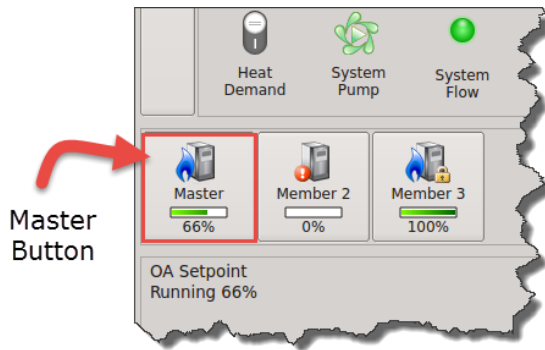 Heat
Demand
System
Pump
System
Flow
Master
Member 2
Member 3
66%
0%
100%
Master
Button
OA Setpoint
Running 66%